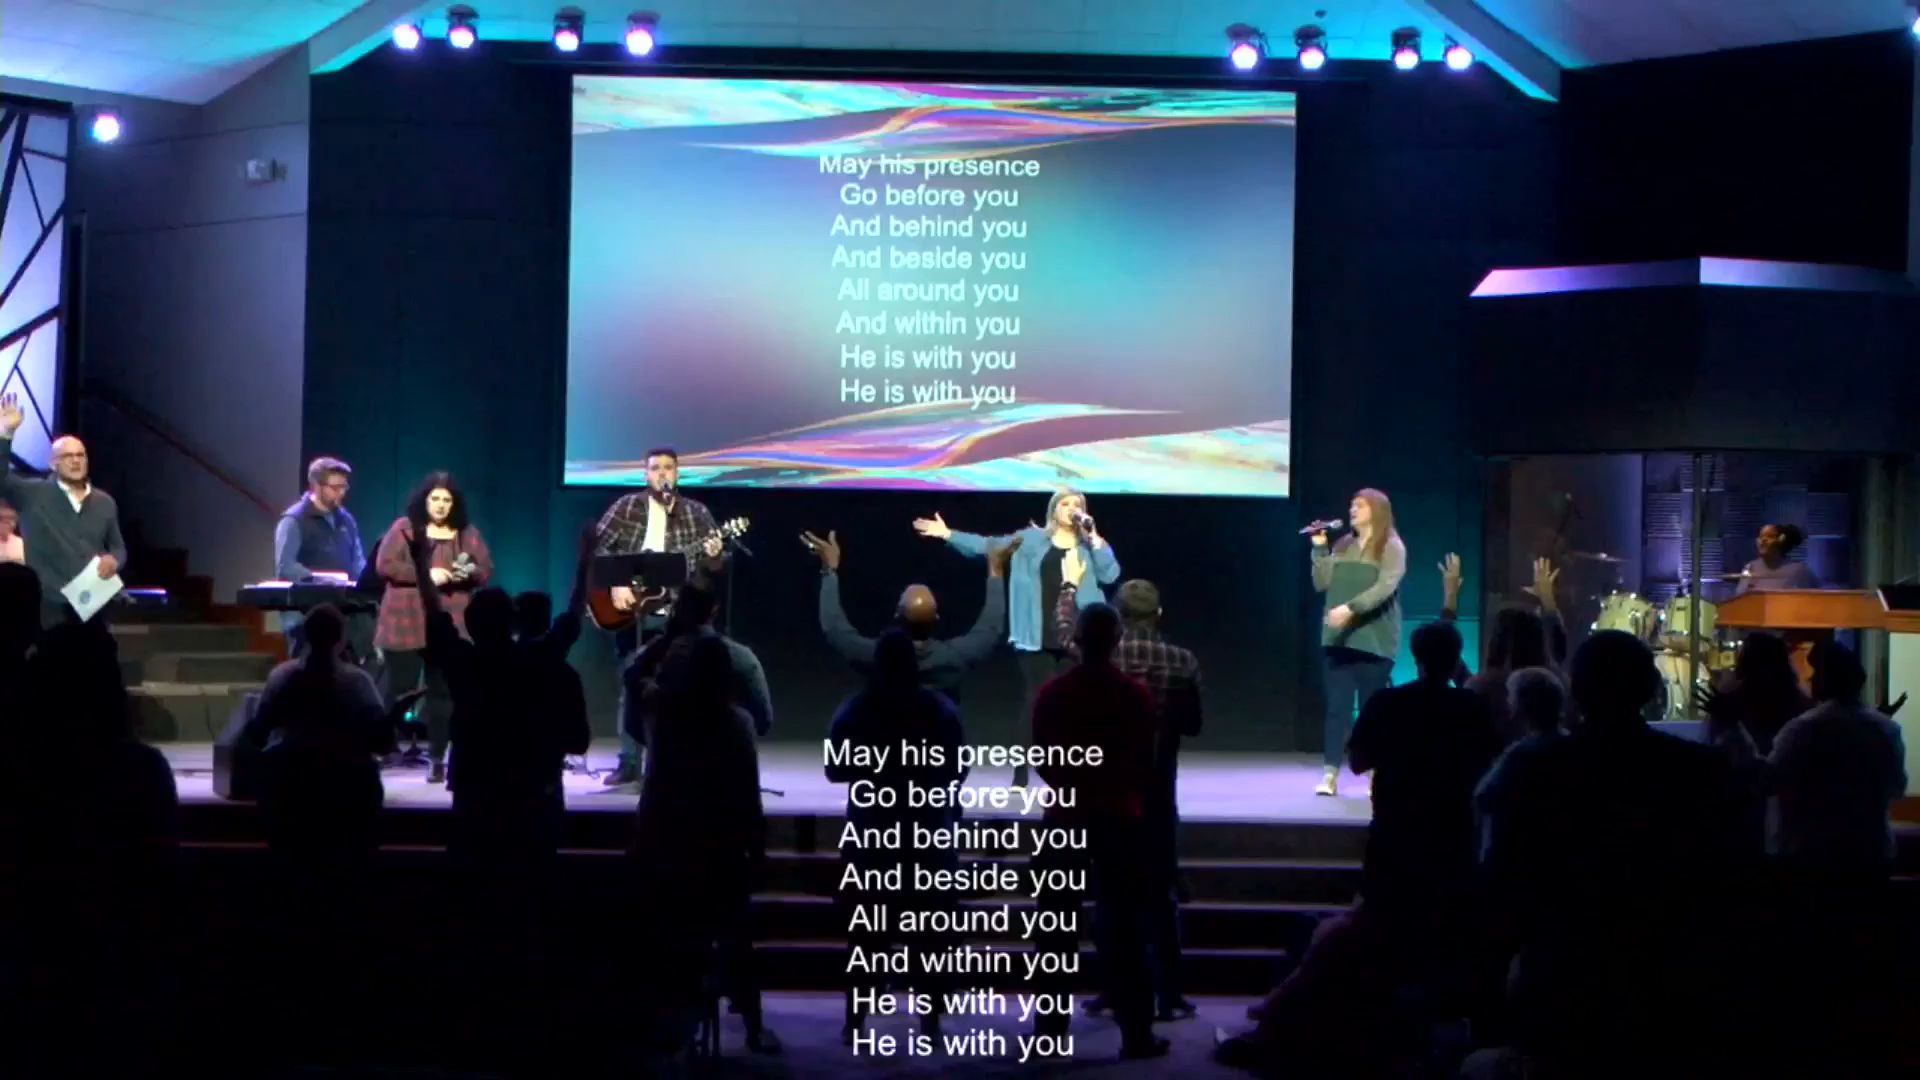 May his presence
Go before you
And behind you
And beside you
All around you
And within you
He is with you
He is with you
May his presence
Go before you
And behind you
And beside you
All around you
And within you
He is with you
He is with you